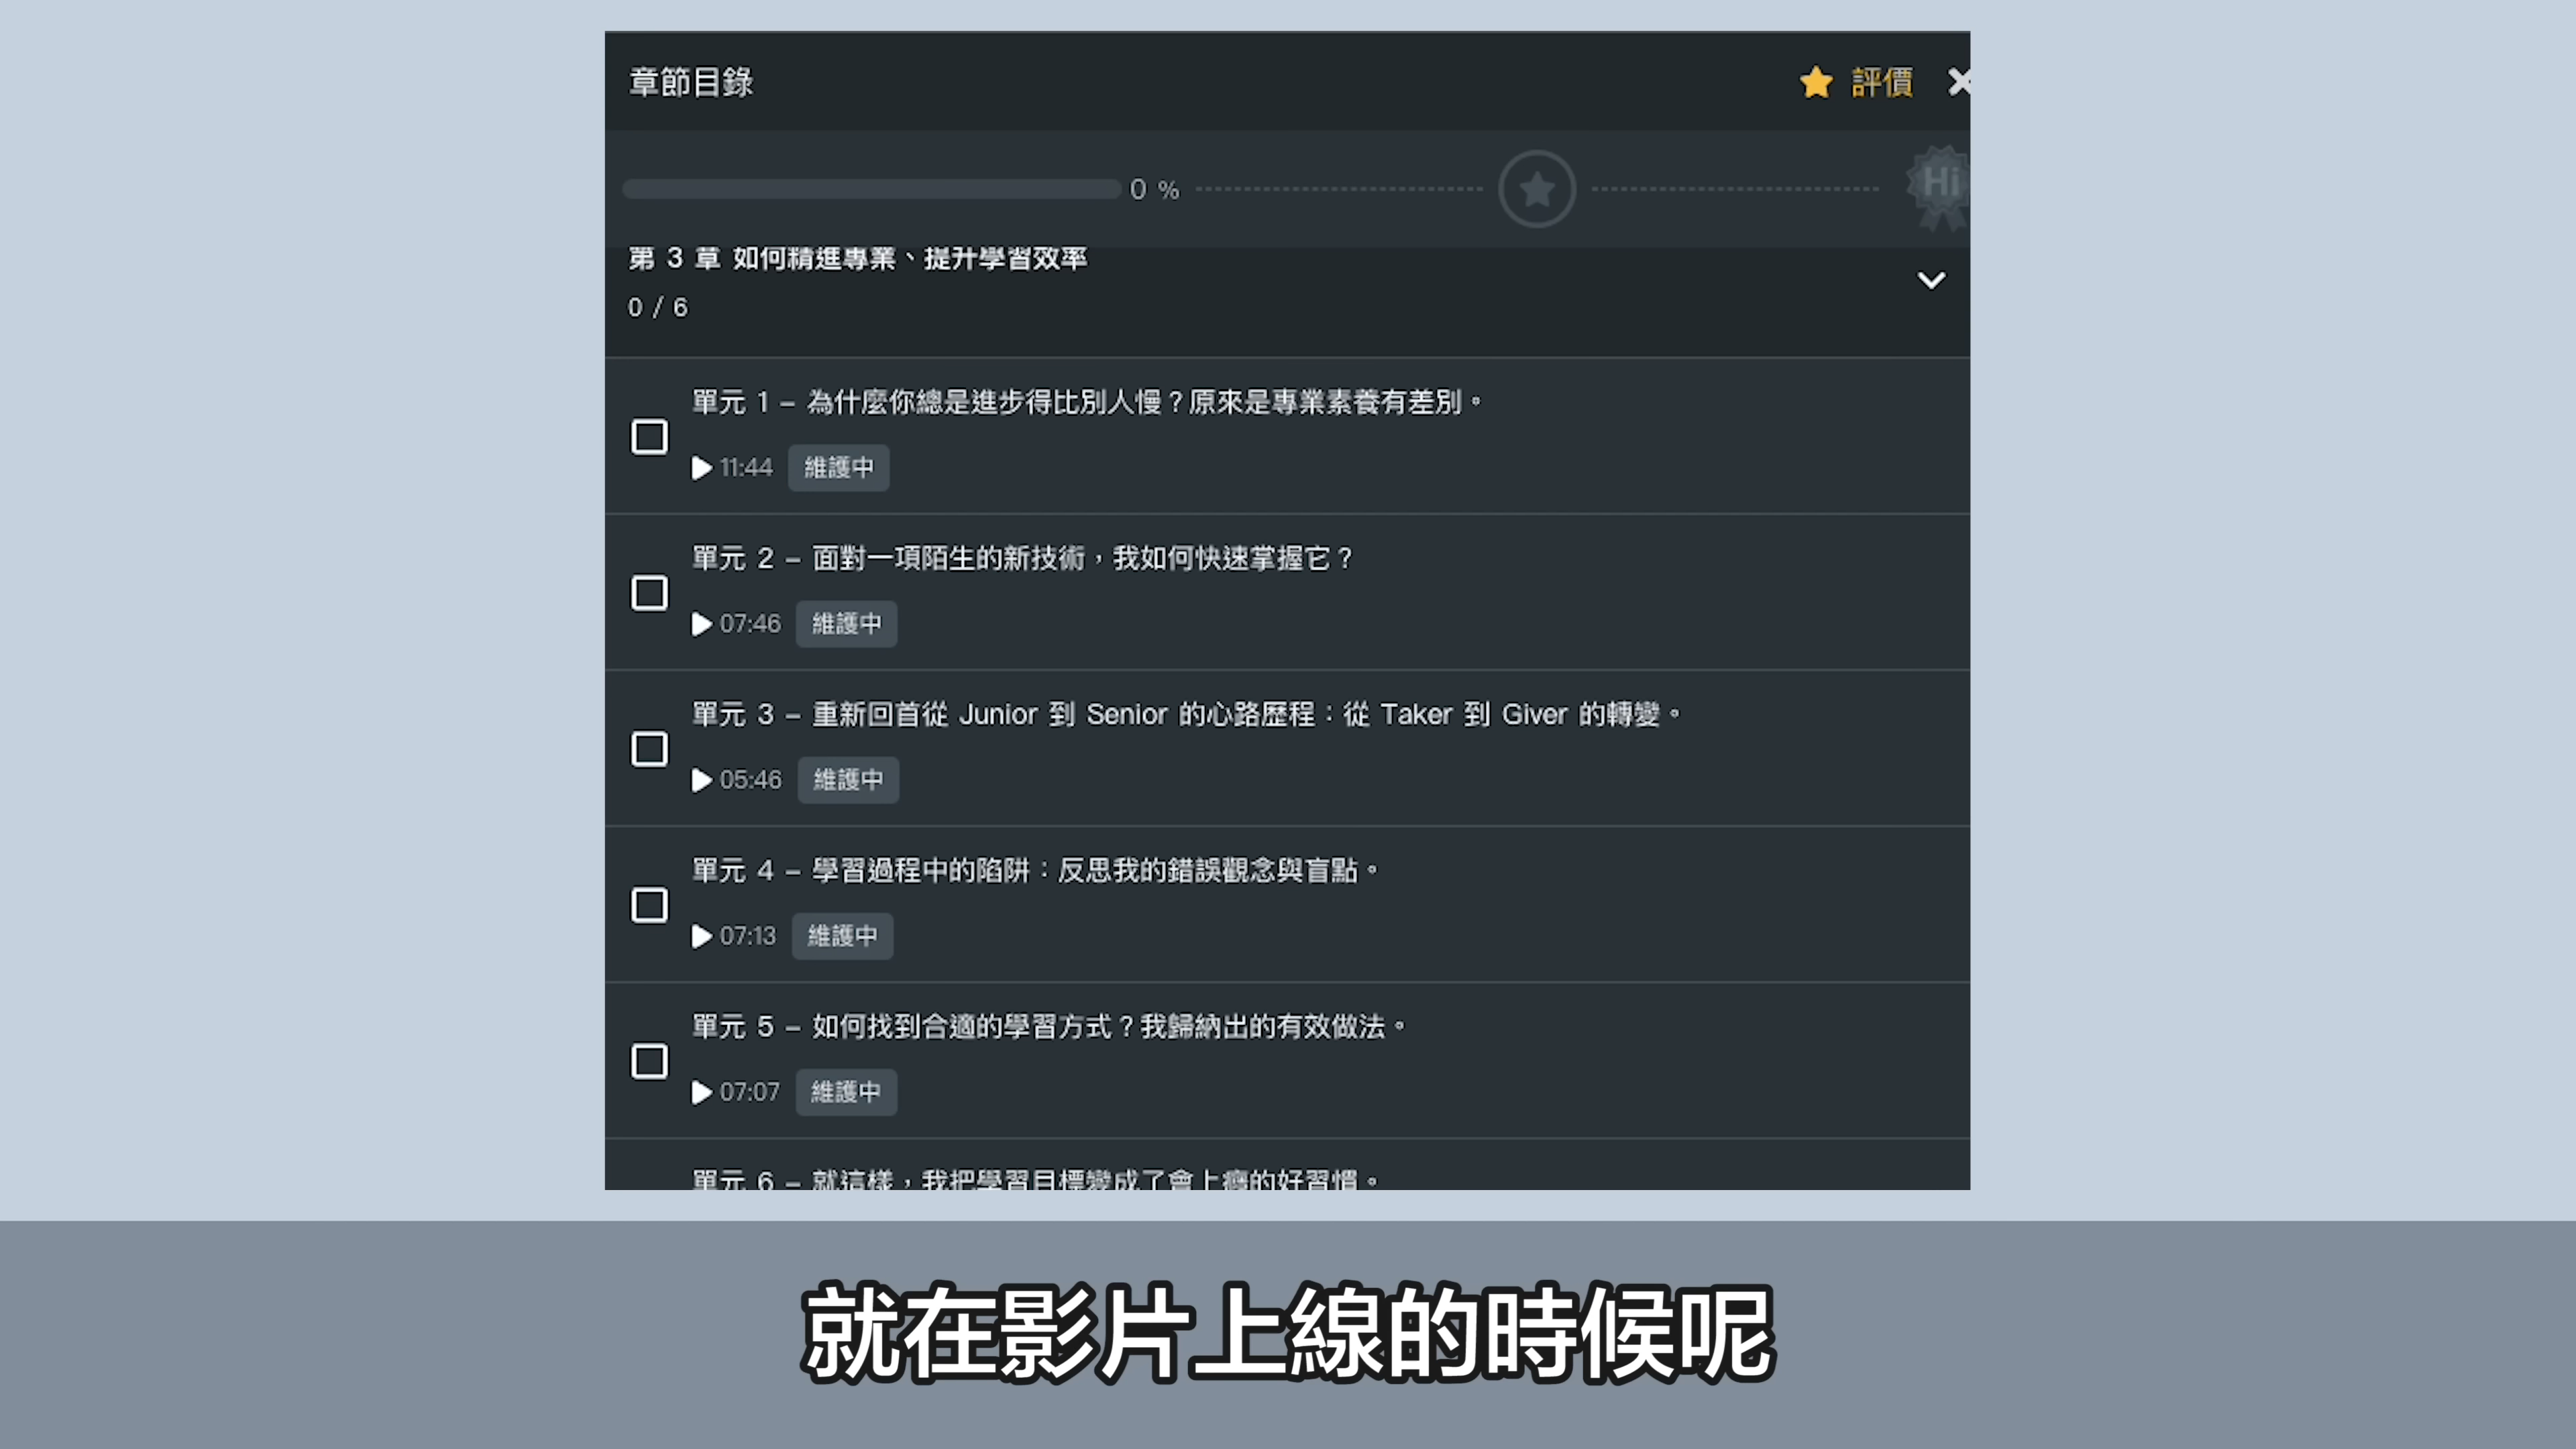 章節目錄
評價
0 %
Hi
第 3 章 如何精進專業、提升學習效率
0 / 6
單元 1 – 為什麼你總是進步得比別人慢？原來是專業素養有差別。
11:44 維護中
單元 2 – 面對一項陌生的新技術，我如何快速掌握它？
07:46 維護中
單元 3 – 重新回首從 Junior 到 Senior 的心路歷程：從 Taker 到 Giver 的轉變。
05:46 維護中
單元 4 – 學習過程中的陷阱：反思我的錯誤觀念與盲點。
07:13 維護中
單元 5 – 如何找到合適的學習方式？我歸納出的有效做法。
07:07 維護中
單元 6 – 就這樣，我把學習目標變成了會上癮的好習慣。
就在影片上線的時候呢